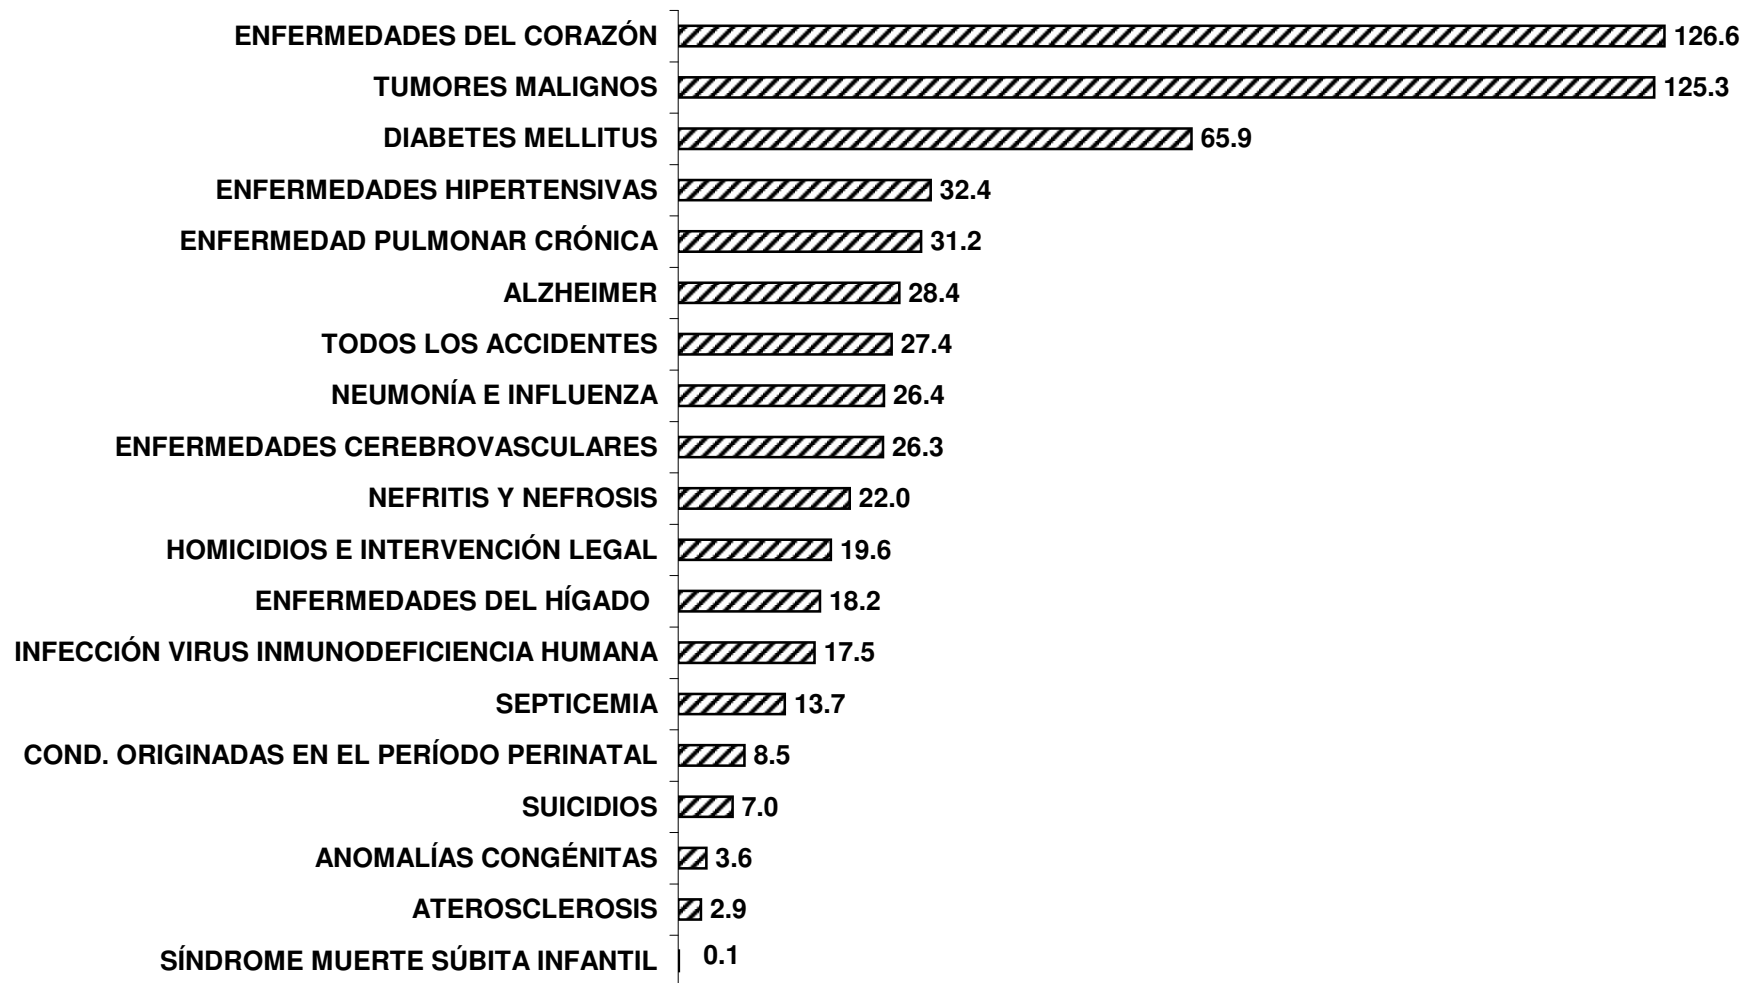 ENFERMEDADES DEL CORAZÓN 126.6
TUMORES MALIGNOS 125.3
DIABETES MELLITUS 65.9
ENFERMEDADES HIPERTENSIVAS 32.4
ENFERMEDAD PULMONAR CRÓNICA 31.2
ALZHEIMER 28.4
TODOS LOS ACCIDENTES 27.4
NEUMONÍA E INFLUENZA 26.4
ENFERMEDADES CEREBROVASCULARES 26.3
NEFRITIS Y NEFROSIS 22.0
HOMICIDIOS E INTERVENCIÓN LEGAL 19.6
ENFERMEDADES DEL HÍGADO 18.2
INFECCIÓN VIRUS INMUNODEFICIENCIA HUMANA 17.5
SEPTICEMIA 13.7
COND. ORIGINADAS EN EL PERÍODO PERINATAL 8.5
SUICIDIOS 7.0
ANOMALÍAS CONGÉNITAS 3.6
ATEROSCLEROSIS 2.9
SÍNDROME MUERTE SÚBITA INFANTIL 0.1